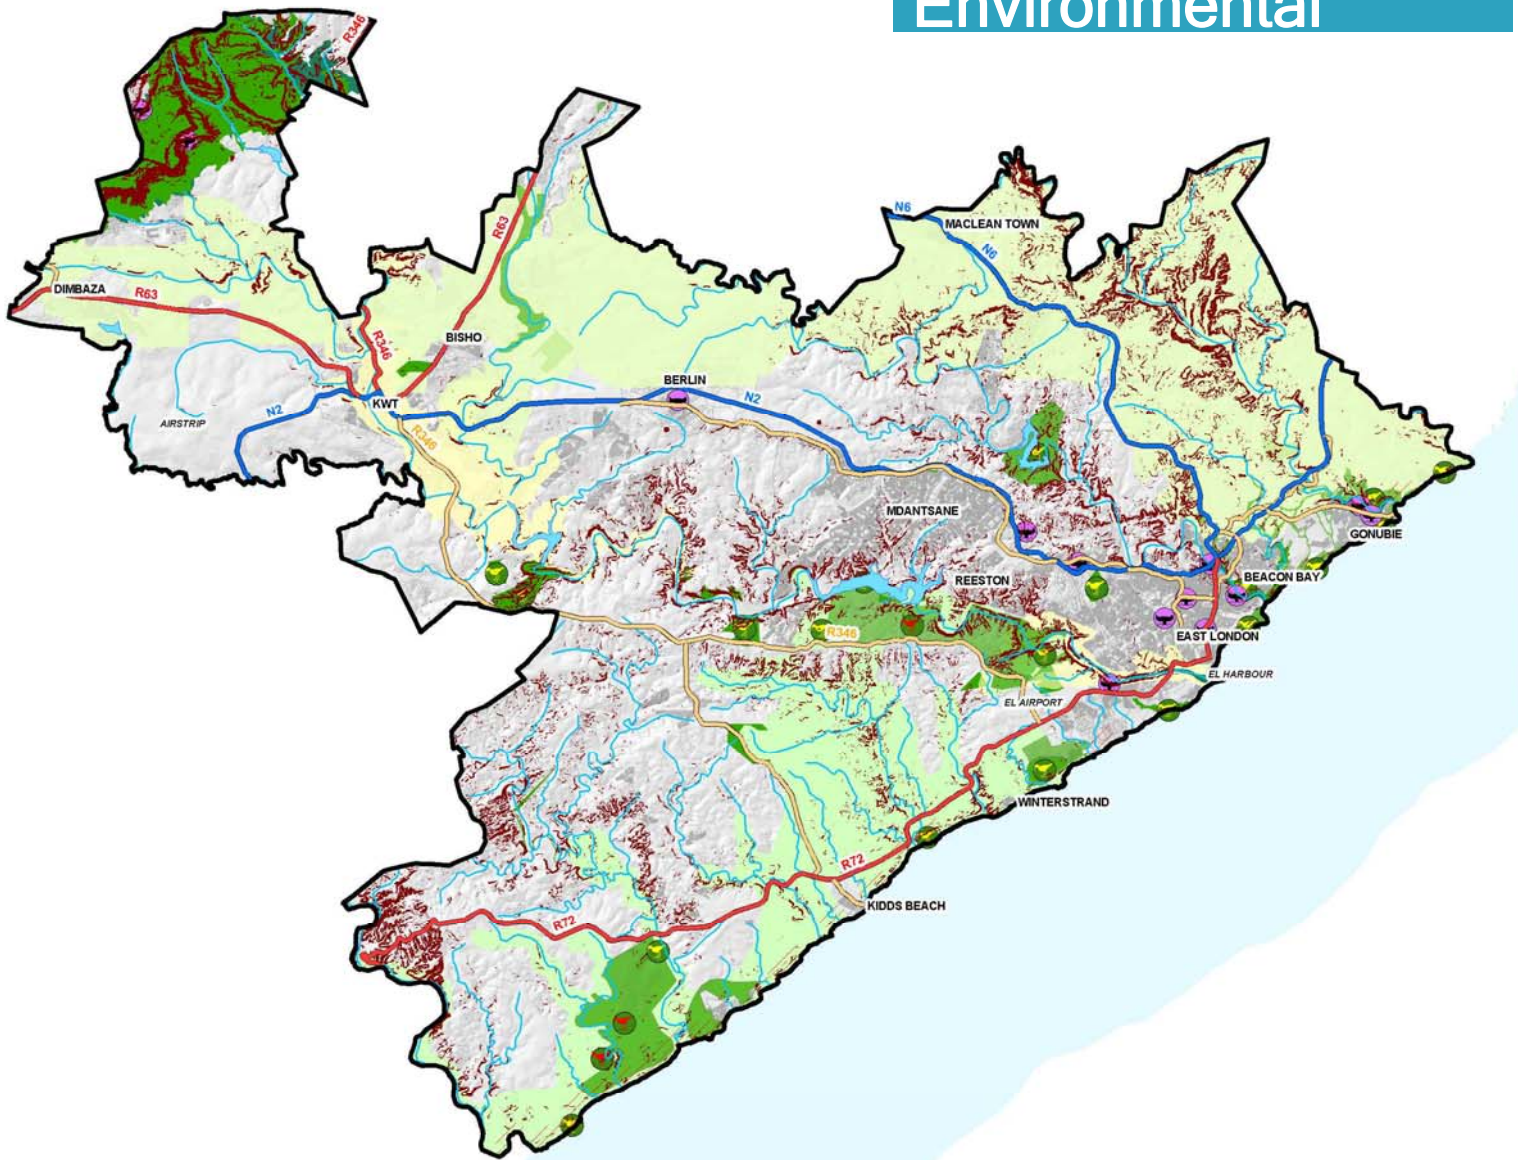 Environmental
R346
N6
MACLEAN TOWN
N6
R63
DIMBAZA
R63
R346
BISHO
BERLIN
N2
KWT
N2
AIRSTRIP
R346
MDANTSANE
GONUBIE
REESTON
BEACON BAY
R346
EAST LONDON
EL HARBOUR
EL AIRPORT
WINTERSTRAND
R72
KIDDS BEACH
R72